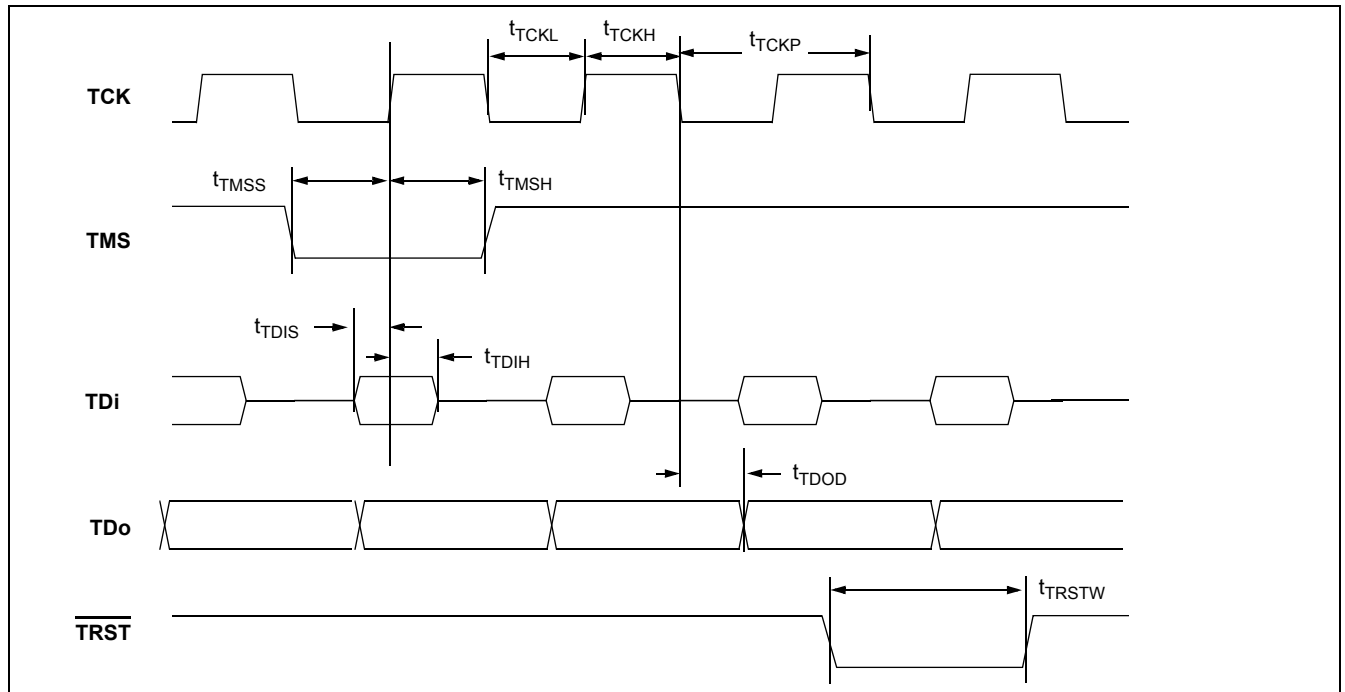 tTCKL tTCKH tTCKP
TCK
tTMSS tTMSH
TMS
tTDIS
tTDIH
TDi
tTDOD
TDo
tTRSTW
TRST